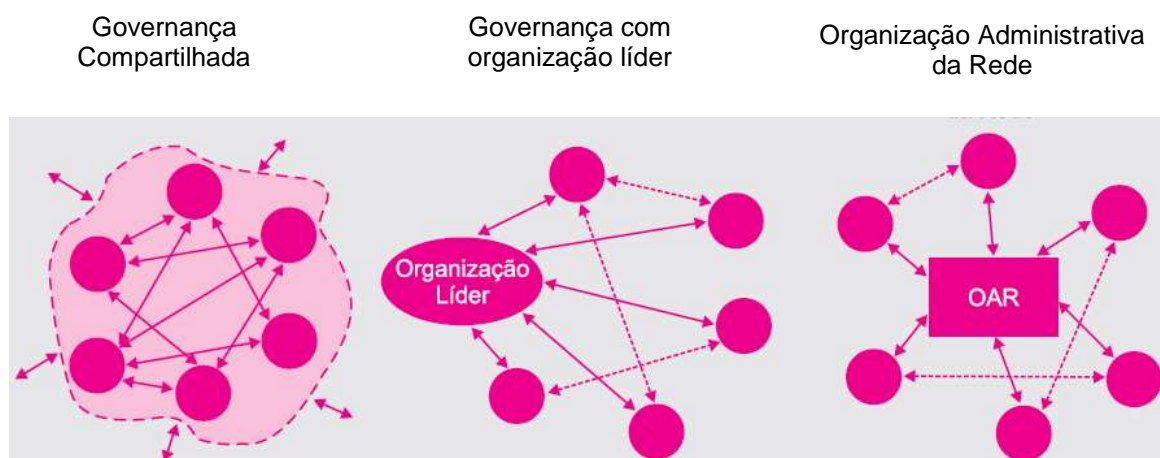 Governança
Compartilhada
Governança com
organização líder
Organização Administrativa
da Rede
Organização
Líder
OAR